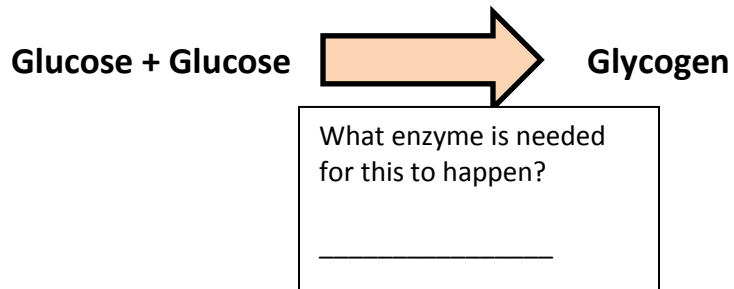 Glucose + Glucose Glycogen
What enzyme is needed
for this to happen?
________________